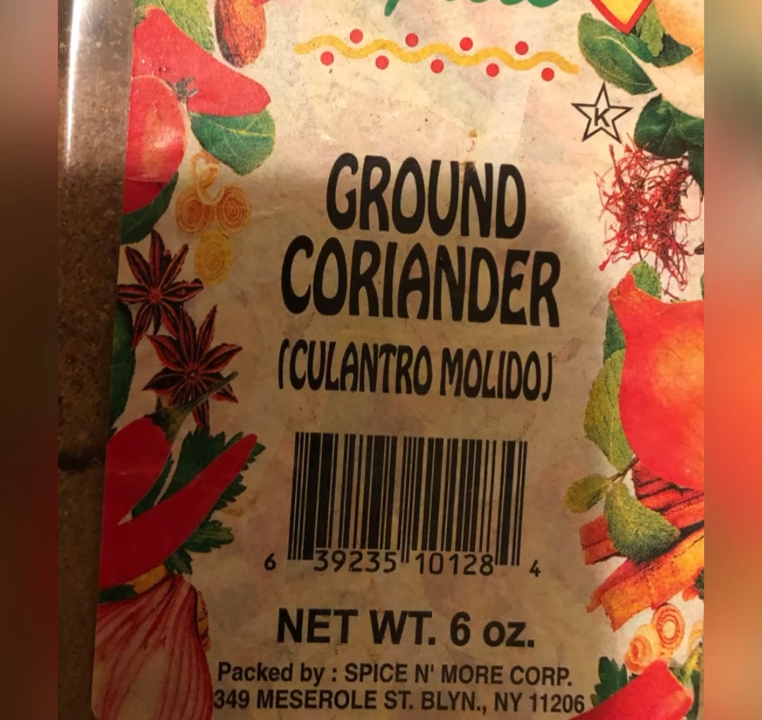 K
GROUND
CORIANDER
(CULANTRO MOLIDO)
6 39235 10128 4
NET WT. 6 oz.
Packed by : SPICE N' MORE CORP.
349 MESEROLE ST. BLYN., NY 11206